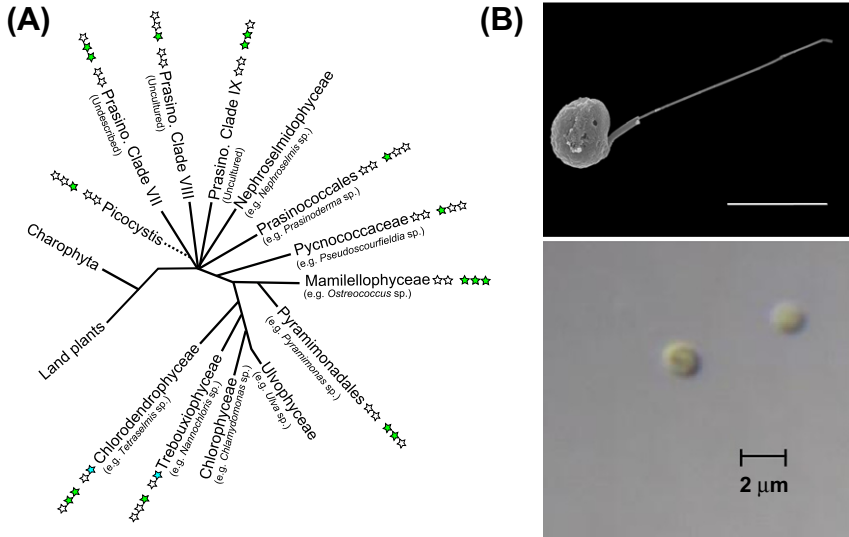 (A)
(B)
Prasino. Clade VII
(Undescribed)
Prasino. Clade VIII
(Uncultured)
Prasino. Clade IX
(Uncultured)
Nephroselmidophyceae
(e.g. Nephroselmis sp.)
Prasinococcales
(e.g. Prasinoderma sp.)
Pycnococcaceae
(e.g. Pseudoscourfieldia sp.)
Mamilellophyceae
(e.g. Ostreococcus sp.)
Pyramimonadales
(e.g. Pyramimonas sp.)
Ulvophyceae
(e.g. Ulva sp.)
Chlorophyceae
(e.g. Chlamydomonas sp.)
Trebouxiophyceae
(e.g. Nannochloris sp.)
Chlorodendrophyceae
(e.g. Tetraselmis sp.)
Land plants
Charophyta
Picocystis
2 μm